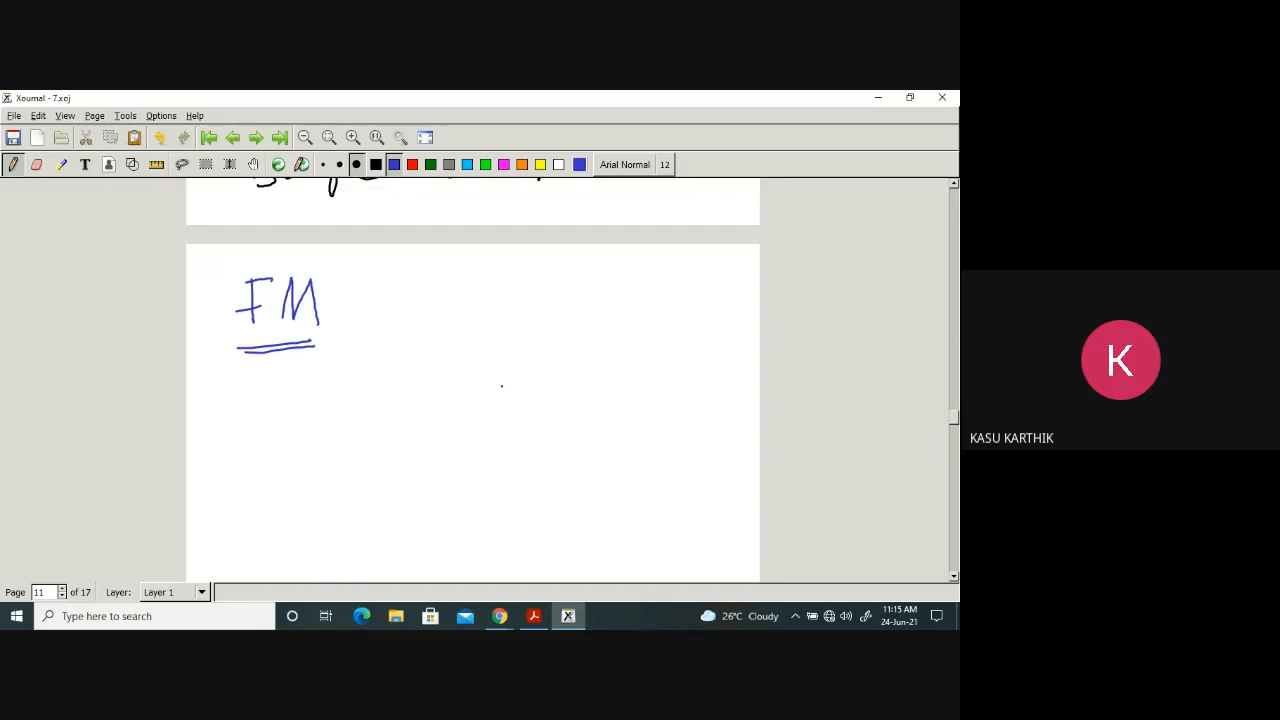 Xournal - 7.xoj
File Edit View Page Tools Options Help
Arial Normal 12
FM
K
KASU KARTHIK
Page 11 of 17 Layer: Layer 1
Type here to search
26°C Cloudy
11:15 AM
24-Jun-21